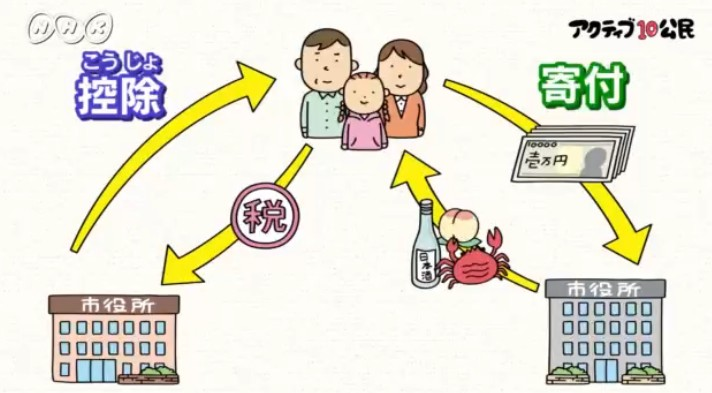 NHK
アクティブ10公民
こうじょ
控除
寄付
10000
壱万円
税
日本酒
市役所
市役所